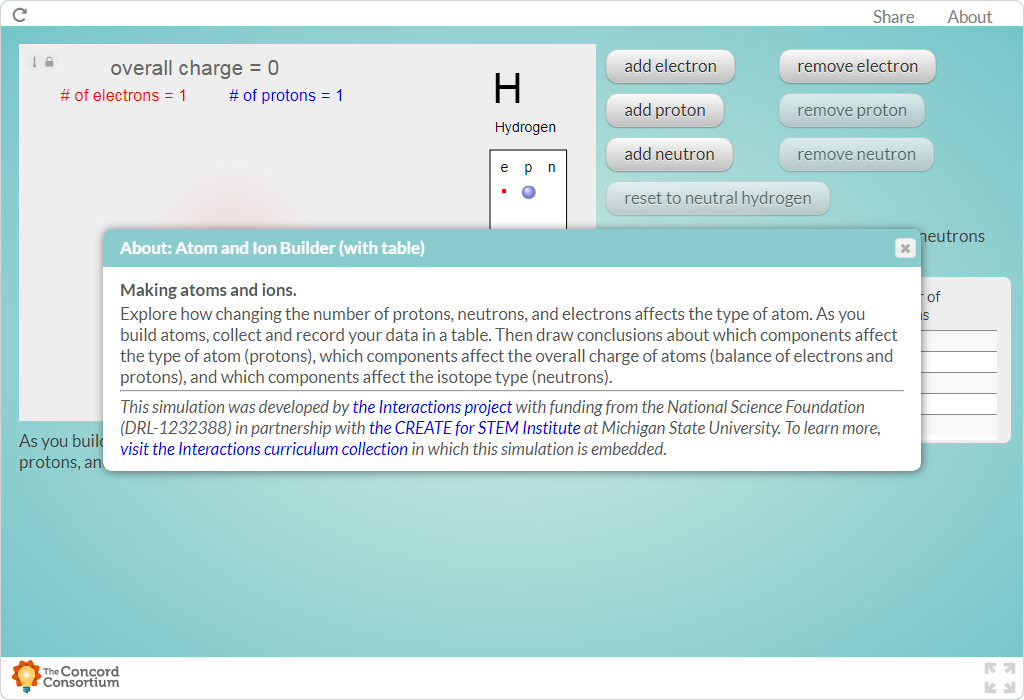 Share About
overall charge = 0
# of electrons = 1 # of protons = 1
H
Hydrogen
e p n
add electron remove electron
add proton remove proton
add neutron remove neutron
reset to neutral hydrogen
neutrons
of
About: Atom and Ion Builder (with table)
Making atoms and ions.
Explore how changing the number of protons, neutrons, and electrons affects the type of atom. As you
build atoms, collect and record your data in a table. Then draw conclusions about which components affect
the type of atom (protons), which components affect the overall charge of atoms (balance of electrons and
protons), and which components affect the isotope type (neutrons).
This simulation was developed by the Interactions project with funding from the National Science Foundation
(DRL-1232388) in partnership with the CREATE for STEM Institute at Michigan State University. To learn more,
visit the Interactions curriculum collection in which this simulation is embedded.
As you build
protons, an
The Concord
Consortium